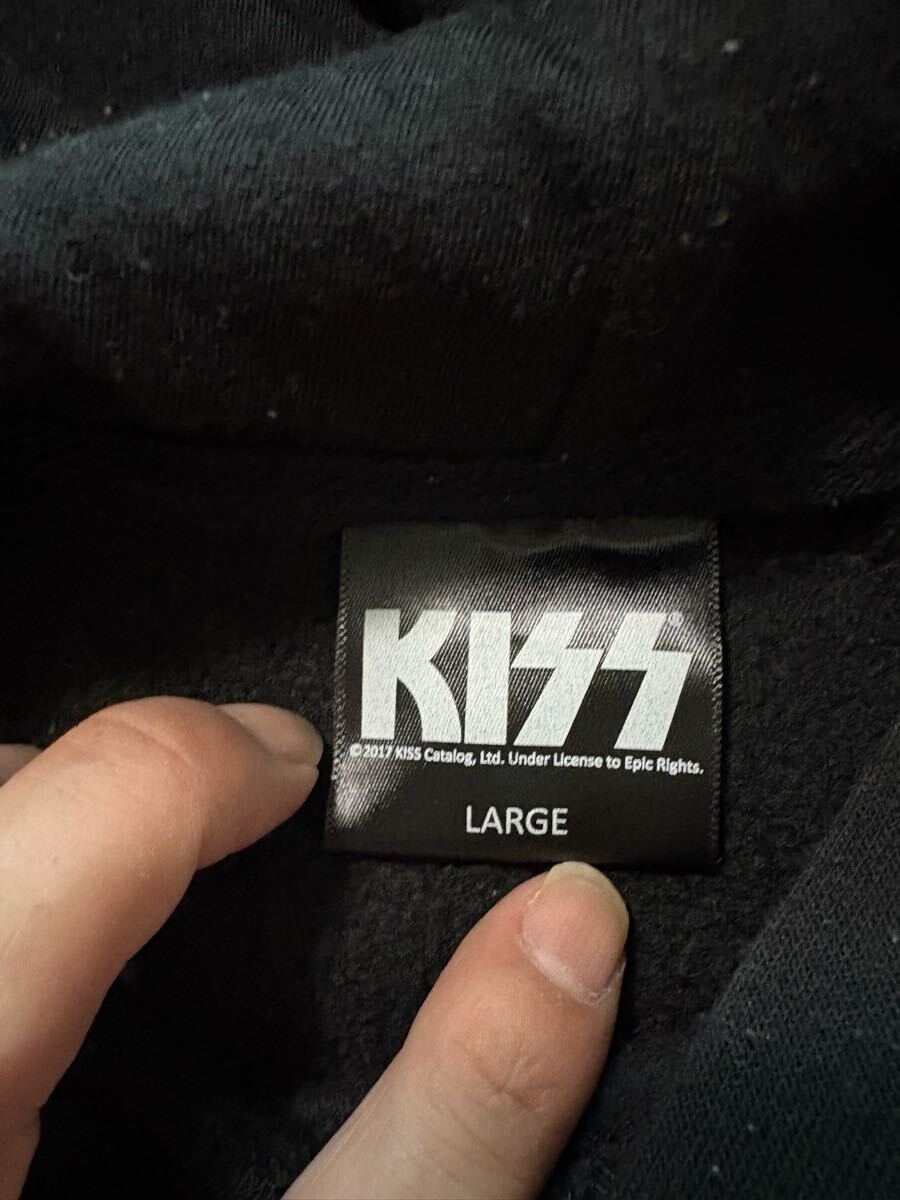 KISS®
©2017 KISS Catalog, Ltd. Under License to Epic Rights.
LARGE